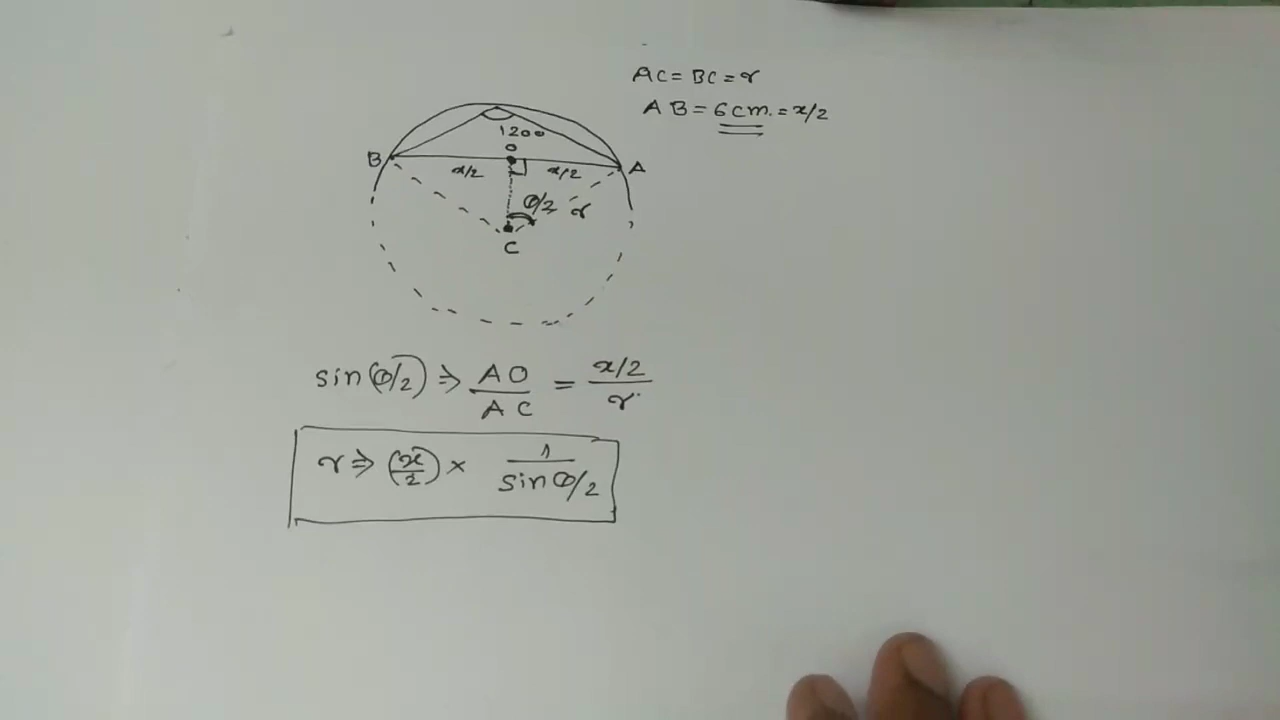 AC = BC = r
AB = 6cm. = x/2
120°
O
B
A
x/2 x/2
θ/2 r
C
sin(θ/2) ⇒ AO/AC = x/2/r
r ⇒ (x/2) × 1/sin θ/2